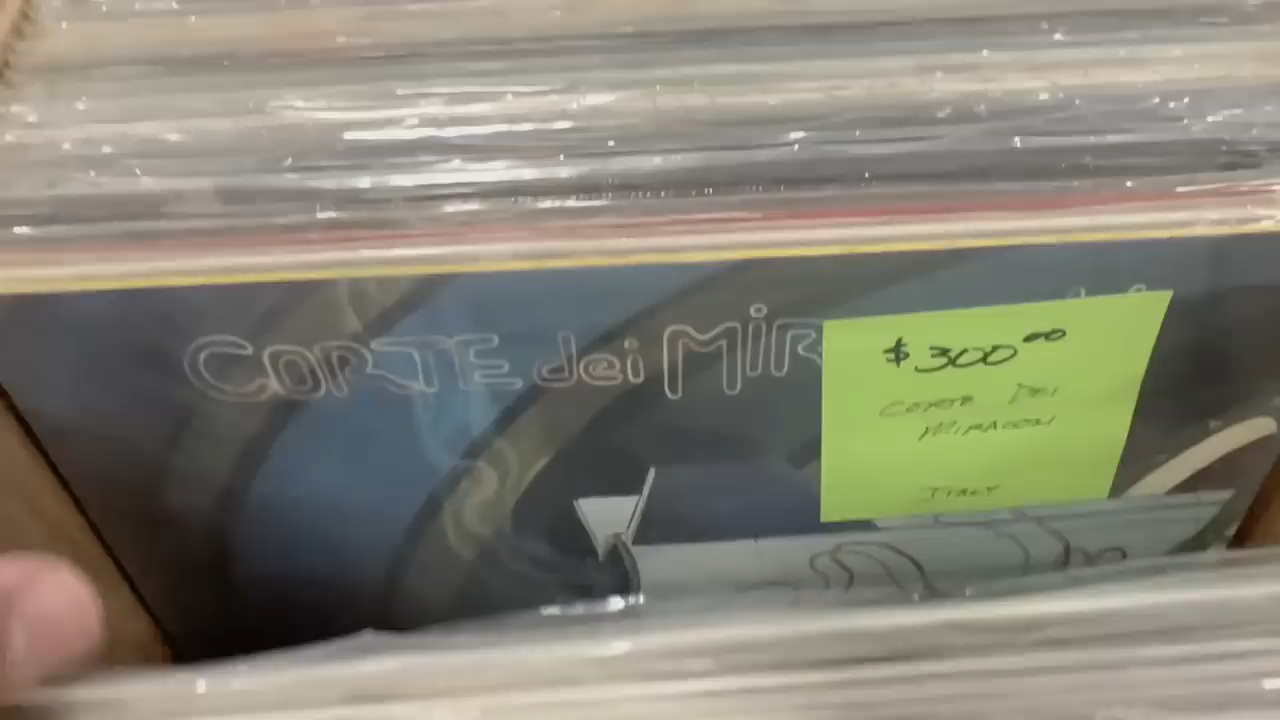 CORTE dei MIR
$300.00
CORTE DEI
MIRACOLI
ITALY